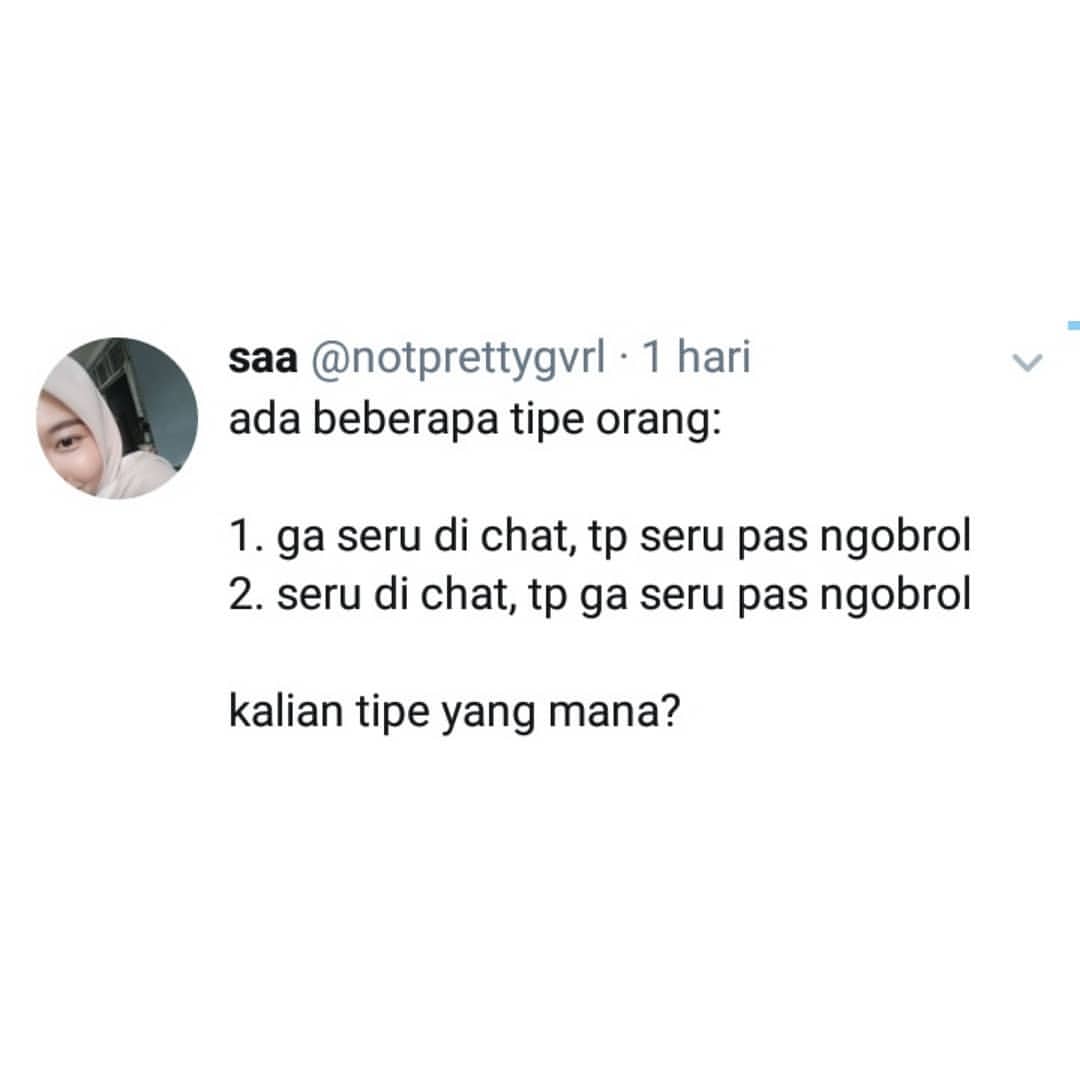 saa @notprettygvrl · 1 hari
ada beberapa tipe orang:
1. ga seru di chat, tp seru pas ngobrol
2. seru di chat, tp ga seru pas ngobrol
kalian tipe yang mana?